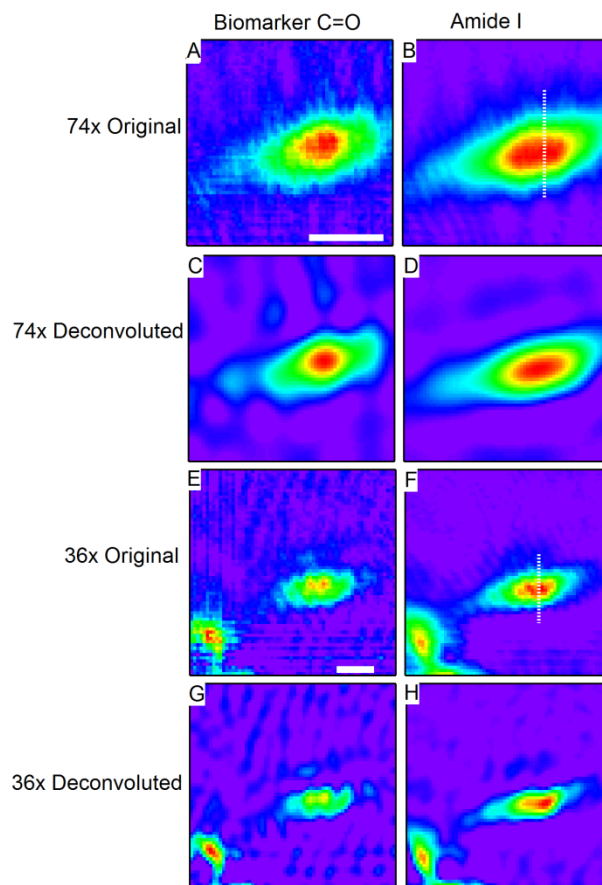 Biomarker C=O Amide I
A B
74x Original
C D
74x Deconvoluted
E F
36x Original
G H
36x Deconvoluted